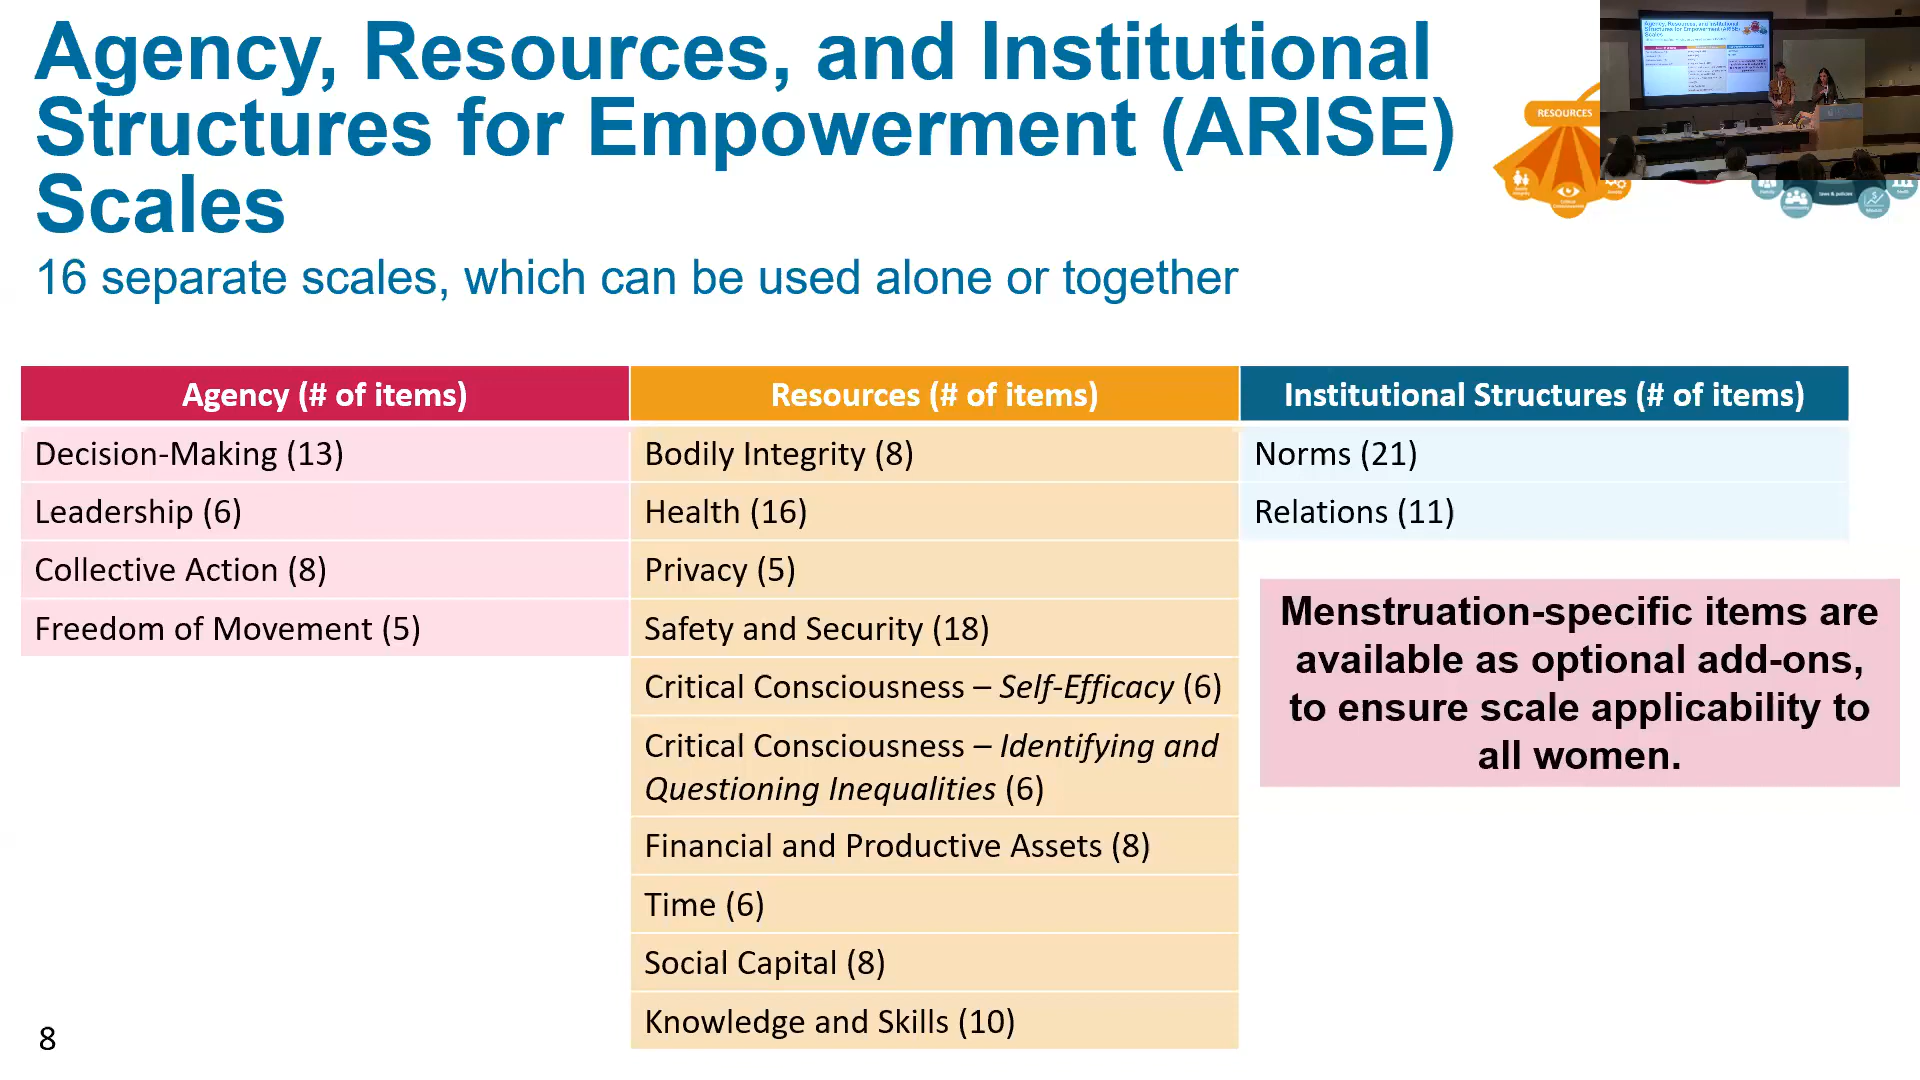 Agency, Resources, and Institutional
Structures for Empowerment (ARISE)
Scales
16 separate scales, which can be used alone or together
RESOURCES
Agency (# of items)
Decision-Making (13)
Leadership (6)
Collective Action (8)
Freedom of Movement (5)
Resources (# of items)
Bodily Integrity (8)
Health (16)
Privacy (5)
Safety and Security (18)
Critical Consciousness – Self-Efficacy (6)
Critical Consciousness – Identifying and
Questioning Inequalities (6)
Financial and Productive Assets (8)
Time (6)
Social Capital (8)
Knowledge and Skills (10)
Institutional Structures (# of items)
Norms (21)
Relations (11)
Menstruation-specific items are
available as optional add-ons,
to ensure scale applicability to
all women.
8